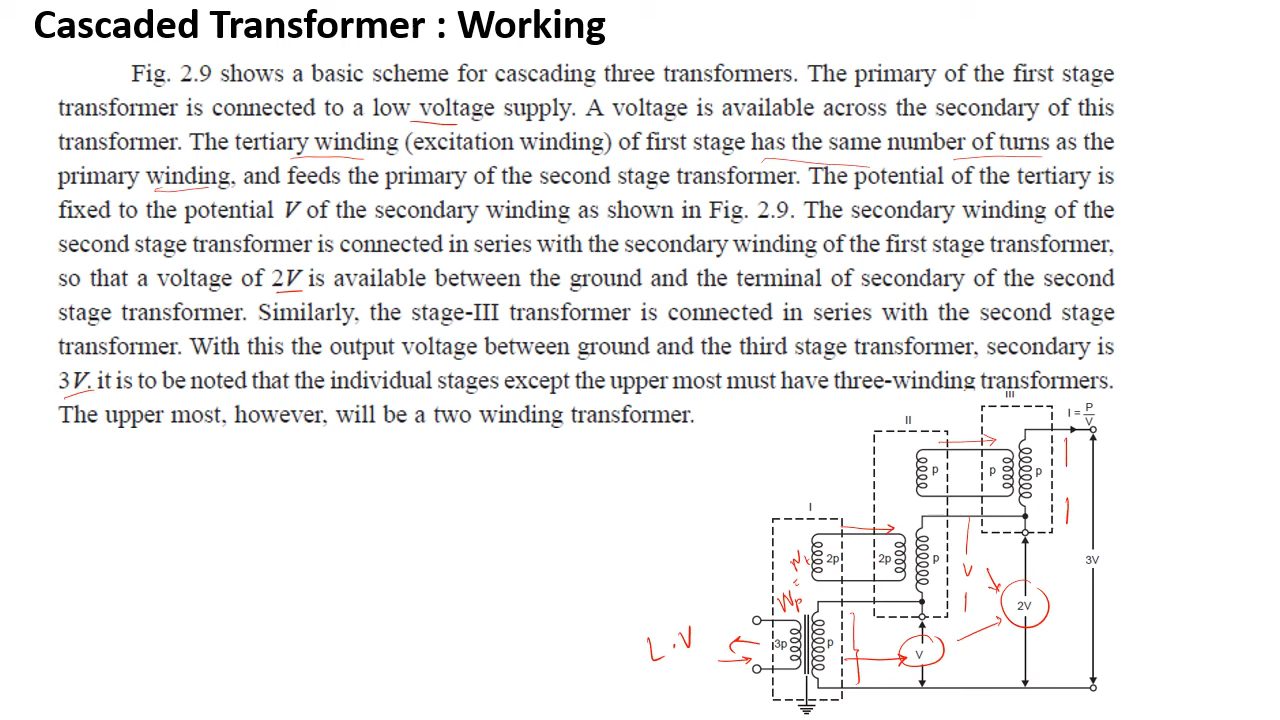 Cascaded Transformer : Working
Fig. 2.9 shows a basic scheme for cascading three transformers. The primary of the first stage
transformer is connected to a low voltage supply. A voltage is available across the secondary of this
transformer. The tertiary winding (excitation winding) of first stage has the same number of turns as the
primary winding, and feeds the primary of the second stage transformer. The potential of the tertiary is
fixed to the potential V of the secondary winding as shown in Fig. 2.9. The secondary winding of the
second stage transformer is connected in series with the secondary winding of the first stage transformer,
so that a voltage of 2V is available between the ground and the terminal of secondary of the second
stage transformer. Similarly, the stage-III transformer is connected in series with the second stage
transformer. With this the output voltage between ground and the third stage transformer, secondary is
3V. it is to be noted that the individual stages except the upper most must have three-winding transformers.
The upper most, however, will be a two winding transformer.
III
I = P/V
II
p p p
I
2p 2p p
Nt
=
Np
V
2V
3V
L.V
3p p
V